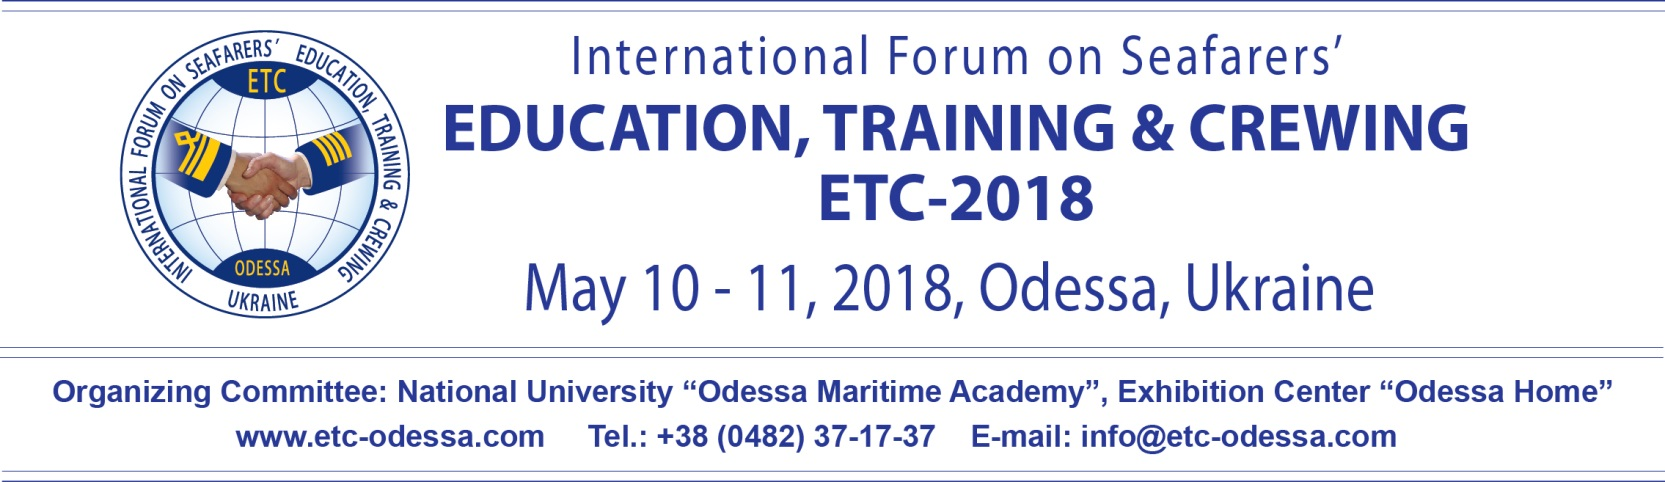 INTERNATIONAL FORUM ON SEAFARERS’ EDUCATION, TRAINING & CREWING
ETC
ODESSA
UKRAINE
International Forum on Seafarers’
EDUCATION, TRAINING & CREWING
ETC-2018
May 10 - 11, 2018, Odessa, Ukraine
Organizing Committee: National University “Odessa Maritime Academy”, Exhibition Center “Odessa Home”
www.etc-odessa.com Tel.: +38 (0482) 37-17-37 E-mail: info@etc-odessa.com